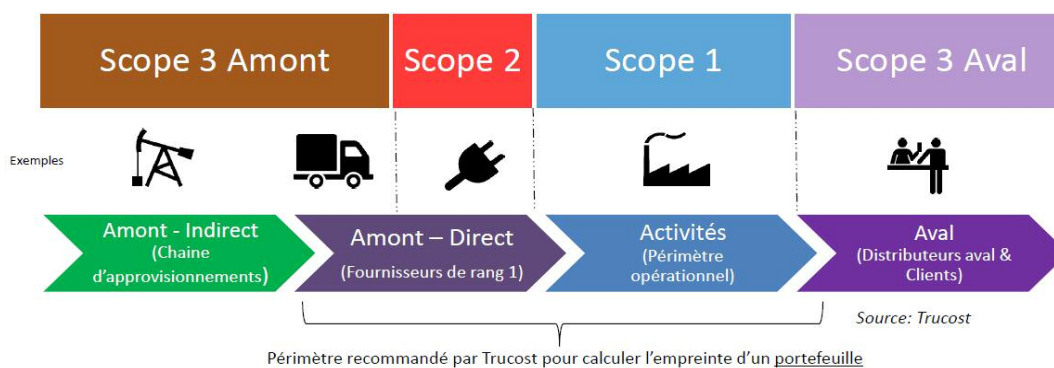 Scope 3 Amont
Scope 2
Scope 1
Scope 3 Aval
Exemples
Amont - Indirect
(Chaine
d'approvisionnements)
Amont – Direct
(Fournisseurs de rang 1)
Activités
(Périmètre
opérationnel)
Aval
(Distributeurs aval &
Clients)
Source: Trucost
Périmètre recommandé par Trucost pour calculer l'empreinte d'un portefeuille